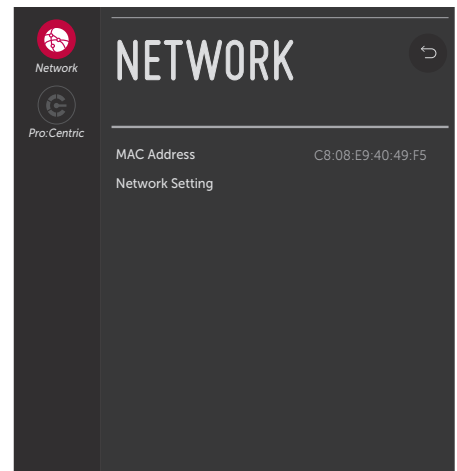 Network
Pro:Centric
NETWORK
MAC Address C8:08:E9:40:49:F5
Network Setting